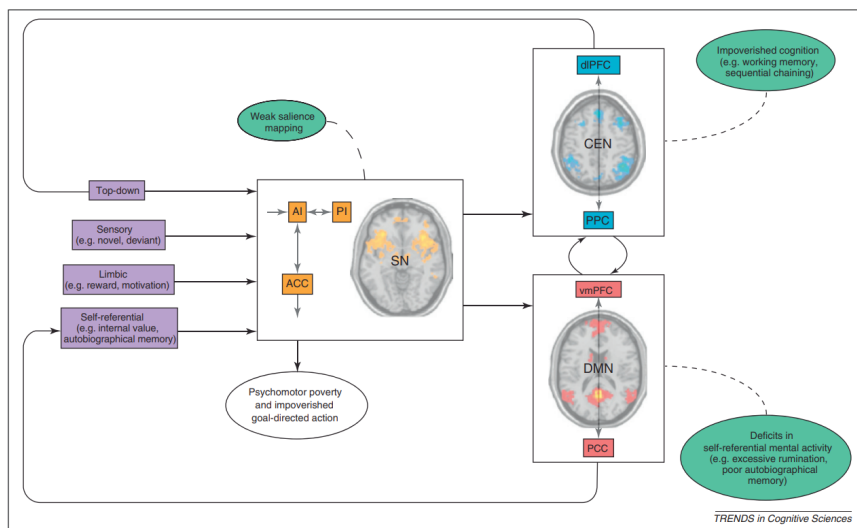 dlPFC
CEN
PPC
Impoverished cognition
(e.g. working memory,
sequential chaining)
Weak salience
mapping
Top-down
Sensory
(e.g. novel, deviant)
Limbic
(e.g. reward, motivation)
Self-referential
(e.g. internal value,
autobiographical memory)
AI
PI
SN
ACC
Psychomotor poverty
and impoverished
goal-directed action
vmPFC
DMN
PCC
Deficits in
self-referential mental activity
(e.g. excessive rumination,
poor autobiographical
memory)
TRENDS in Cognitive Sciences